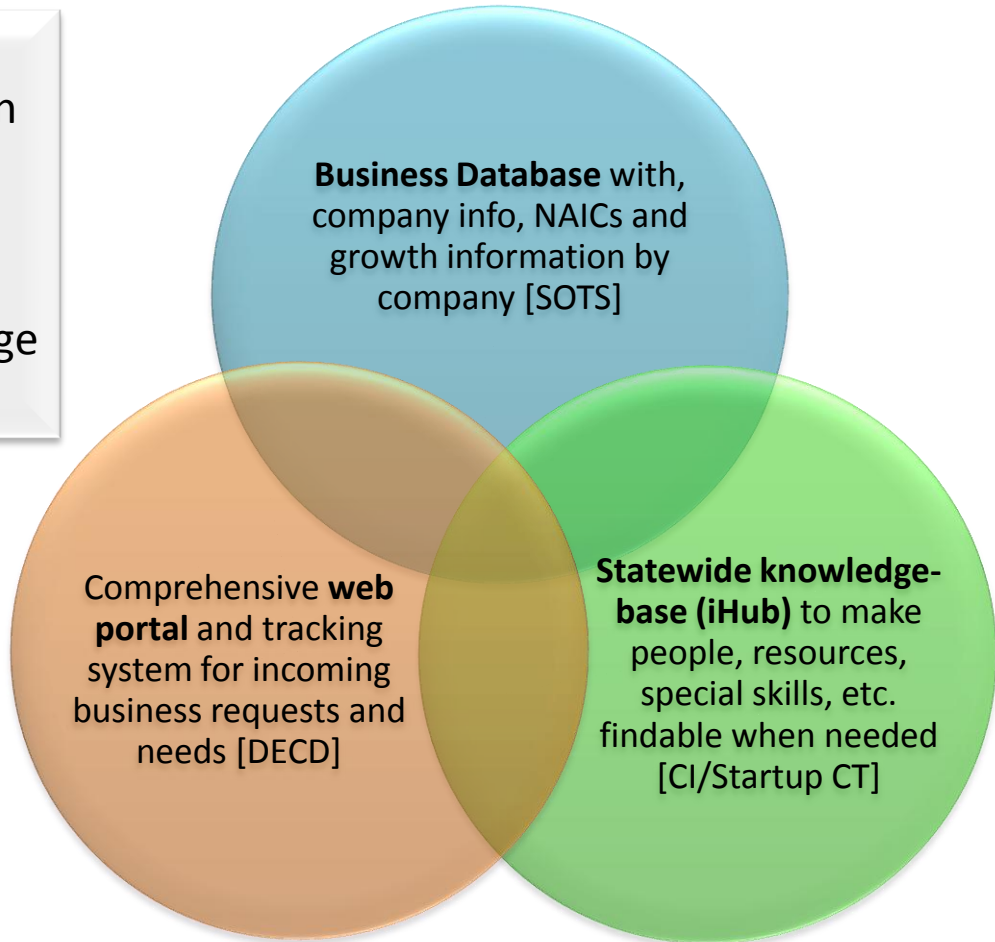 Business Database with,
company info, NAICs and
growth information by
company [SOTS]
Comprehensive web
portal and tracking
system for incoming
business requests and
needs [DECD]
Statewide knowledge-
base (iHub) to make
people, resources,
special skills, etc.
findable when needed
[CI/Startup CT]